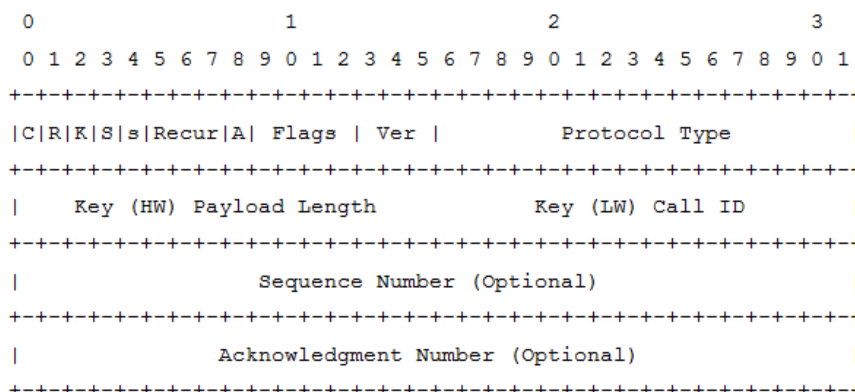 0 1 2 3
0 1 2 3 4 5 6 7 8 9 0 1 2 3 4 5 6 7 8 9 0 1 2 3 4 5 6 7 8 9 0 1
+-+-+-+-+-+-+-+-+-+-+-+-+-+-+-+-+-+-+-+-+-+-+-+-+-+-+-+-+-+-+-+--
|C|R|K|S|s|Recur|A| Flags | Ver | Protocol Type
+-+-+-+-+-+-+-+-+-+-+-+-+-+-+-+-+-+-+-+-+-+-+-+-+-+-+-+-+-+-+-+--
| Key (HW) Payload Length Key (LW) Call ID
+-+-+-+-+-+-+-+-+-+-+-+-+-+-+-+-+-+-+-+-+-+-+-+-+-+-+-+-+-+-+-+--
| Sequence Number (Optional)
+-+-+-+-+-+-+-+-+-+-+-+-+-+-+-+-+-+-+-+-+-+-+-+-+-+-+-+-+-+-+-+--
| Acknowledgment Number (Optional)
+-+-+-+-+-+-+-+-+-+-+-+-+-+-+-+-+-+-+-+-+-+-+-+-+-+-+-+-+-+-+-+--